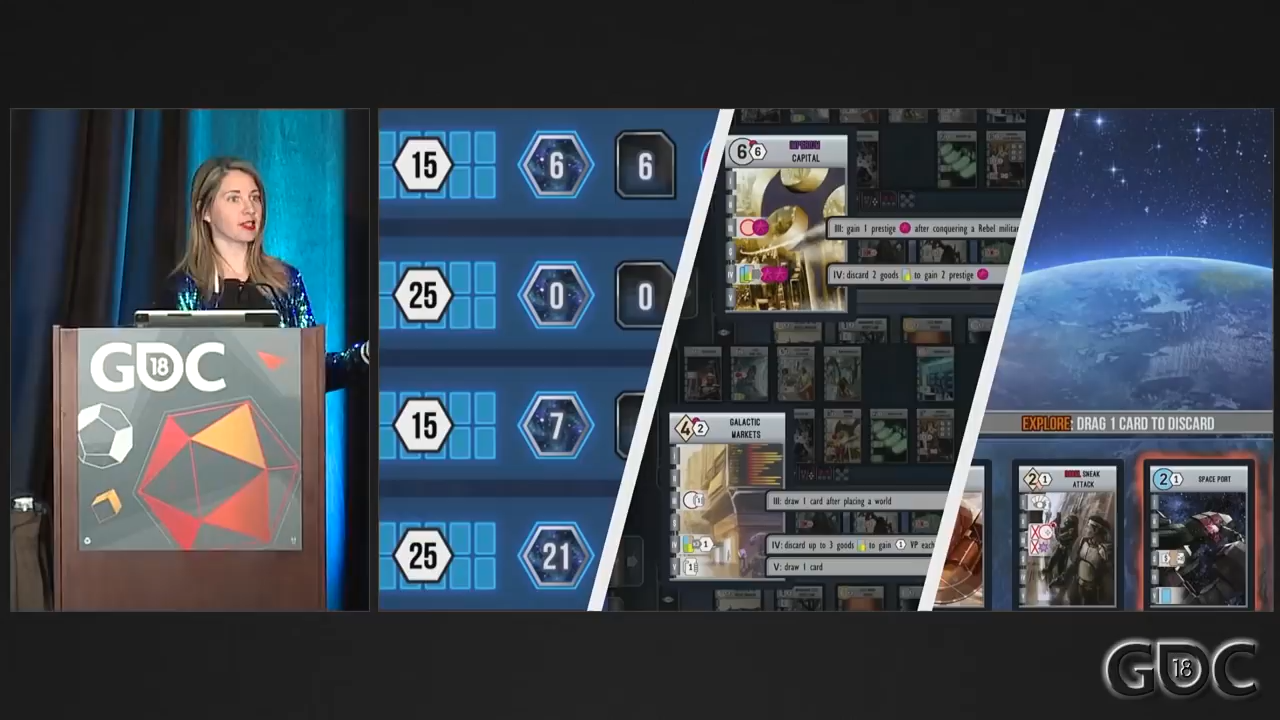 GDC
18
15
6
6
25
0
0
15
7
25
21
6
6
IMPERIUM
CAPITAL
III: gain 1 prestige after conquering a Rebel milita
IV: discard 2 goods to gain 2 prestige
4
2
GALACTIC
MARKETS
III: draw 1 card after placing a world
IV: discard up to 3 goods to gain 1 VP each
V: draw 1 card
EXPLORE: DRAG 1 CARD TO DISCARD
2
1
REBEL SNEAK
ATTACK
2
1
SPACE PORT
GDC
18